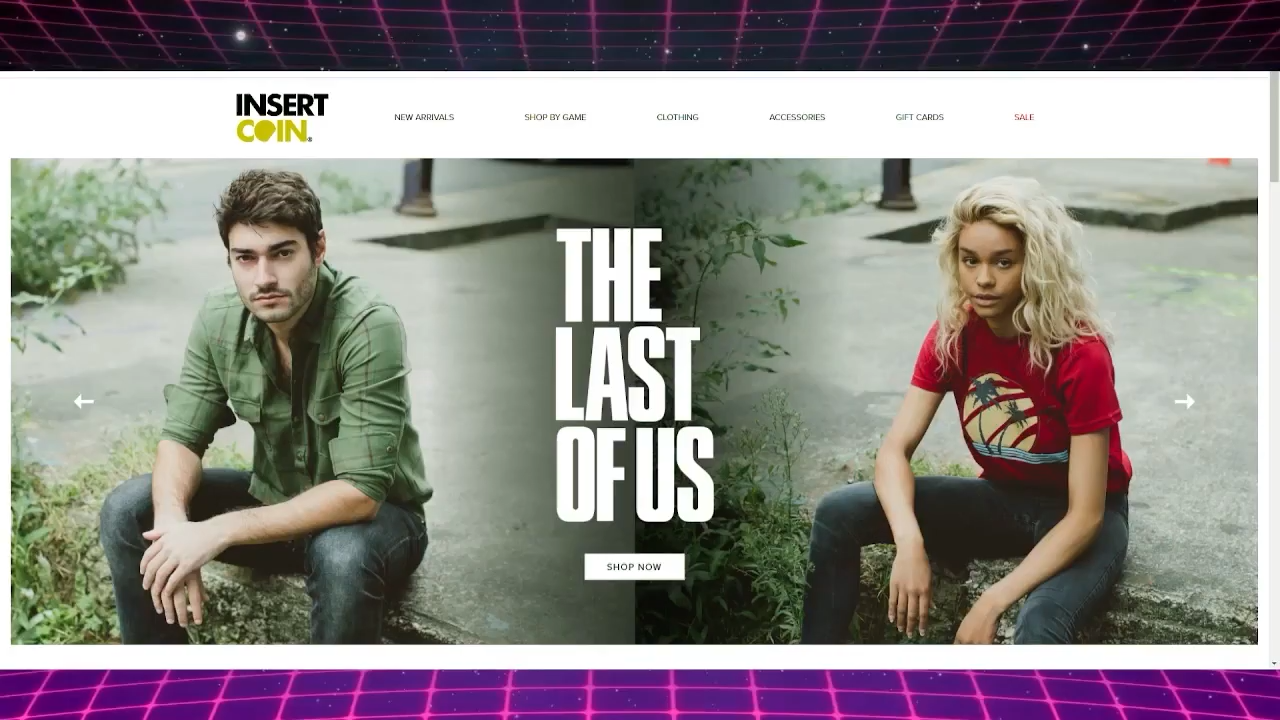 INSERT
COIN®
NEW ARRIVALS
SHOP BY GAME
CLOTHING
ACCESSORIES
GIFT CARDS
SALE
THE
LAST
OF US
SHOP NOW